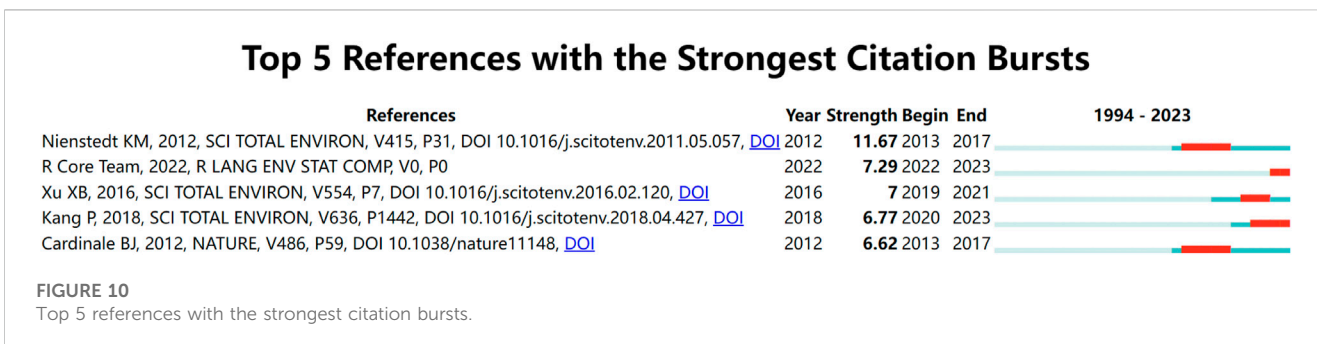 Top 5 References with the Strongest Citation Bursts
References Year Strength Begin End 1994 - 2023
Nienstedt KM, 2012, SCI TOTAL ENVIRON, V415, P31, DOI 10.1016/j.scitotenv.2011.05.057, DOI 2012 11.67 2013 2017
R Core Team, 2022, R LANG ENV STAT COMP, V0, P0 2022 7.29 2022 2023
Xu XB, 2016, SCI TOTAL ENVIRON, V554, P7, DOI 10.1016/j.scitotenv.2016.02.120, DOI 2016 7 2019 2021
Kang P, 2018, SCI TOTAL ENVIRON, V636, P1442, DOI 10.1016/j.scitotenv.2018.04.427, DOI 2018 6.77 2020 2023
Cardinale BJ, 2012, NATURE, V486, P59, DOI 10.1038/nature11148, DOI 2012 6.62 2013 2017
FIGURE 10
Top 5 references with the strongest citation bursts.